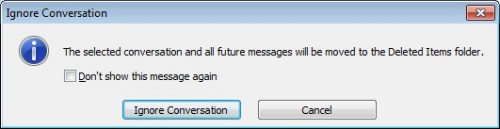 Ignore Conversation
The selected conversation and all future messages will be moved to the Deleted Items folder.
Don't show this message again
Ignore Conversation
Cancel